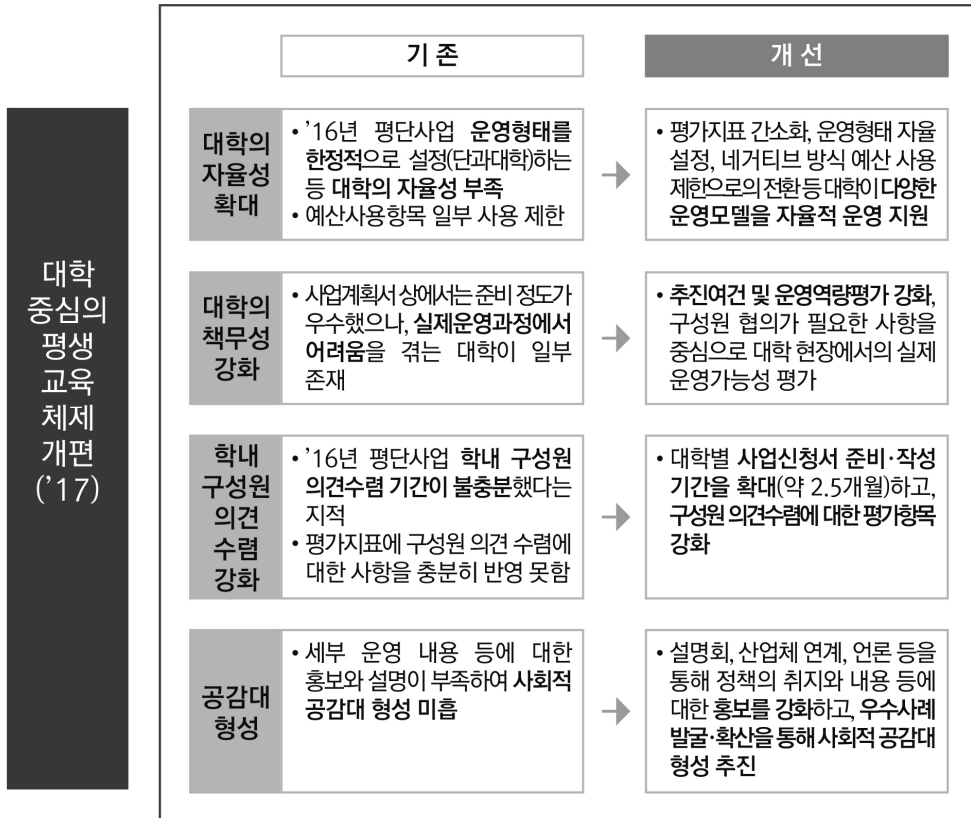 기 존
개 선
대학
중심의
평생
교육
체제
개편
(’17)
대학의
자율성
확대
• ’16년 평단사업 운영형태를
한정적으로 설정(단과대학)하는
등 대학의 자율성 부족
• 예산사용항목 일부 사용 제한
• 평가지표 간소화, 운영형태 자율
설정, 네거티브 방식 예산 사용
제한으로의 전환 등 대학이 다양한
운영모델을 자율적 운영 지원
대학의
책무성
강화
• 사업계획서 상에서는 준비 정도가
우수했으나, 실제운영과정에서
어려움을 겪는 대학이 일부
존재
• 추진여건 및 운영역량평가 강화,
구성원 협의가 필요한 사항을
중심으로 대학 현장에서의 실제
운영가능성 평가
학내
구성원
의견
수렴
강화
• ’16년 평단사업 학내 구성원
의견수렴 기간이 불충분했다는
지적
• 평가지표에 구성원 의견 수렴에
대한 사항을 충분히 반영 못함
• 대학별 사업신청서 준비·작성
기간을 확대(약 2.5개월)하고,
구성원 의견수렴에 대한 평가항목
강화
공감대
형성
• 세부 운영 내용 등에 대한
홍보와 설명이 부족하여 사회적
공감대 형성 미흡
• 설명회, 산업체 연계, 언론 등을
통해 정책의 취지와 내용 등에
대한 홍보를 강화하고, 우수사례
발굴·확산을 통해 사회적 공감대
형성 추진